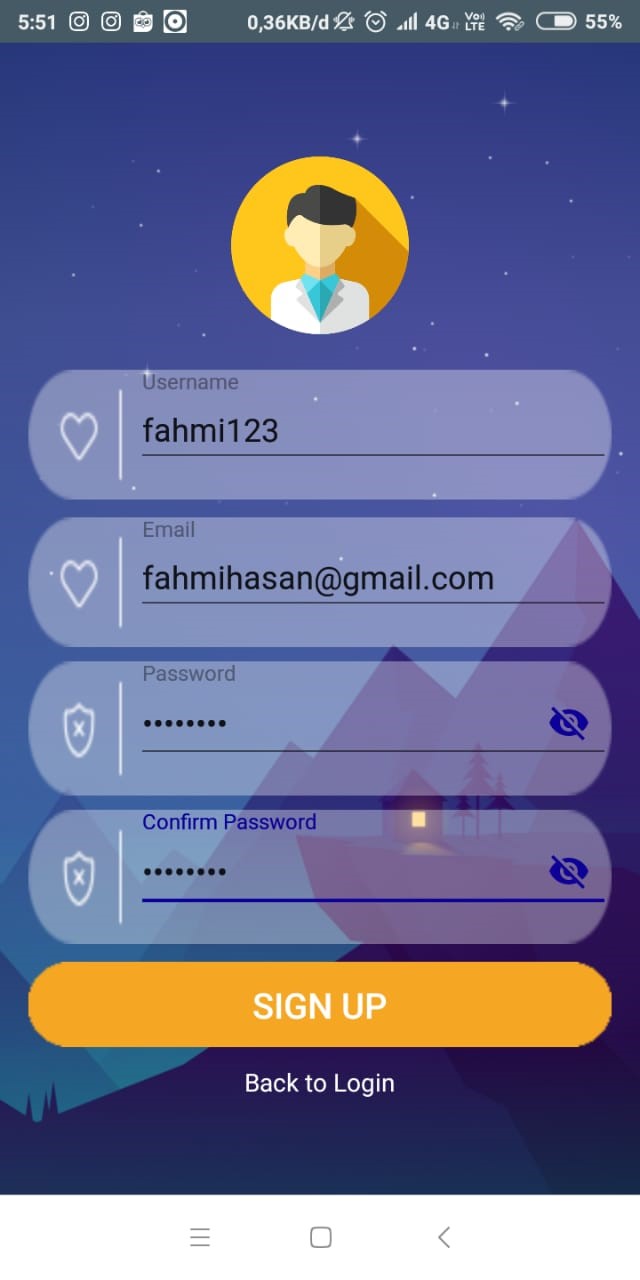 5:51 0,36KB/d 4G Vo)) LTE 55%
Username
fahmi123
Email
fahmihasan@gmail.com
Password
••••••••
Confirm Password
••••••••
SIGN UP
Back to Login